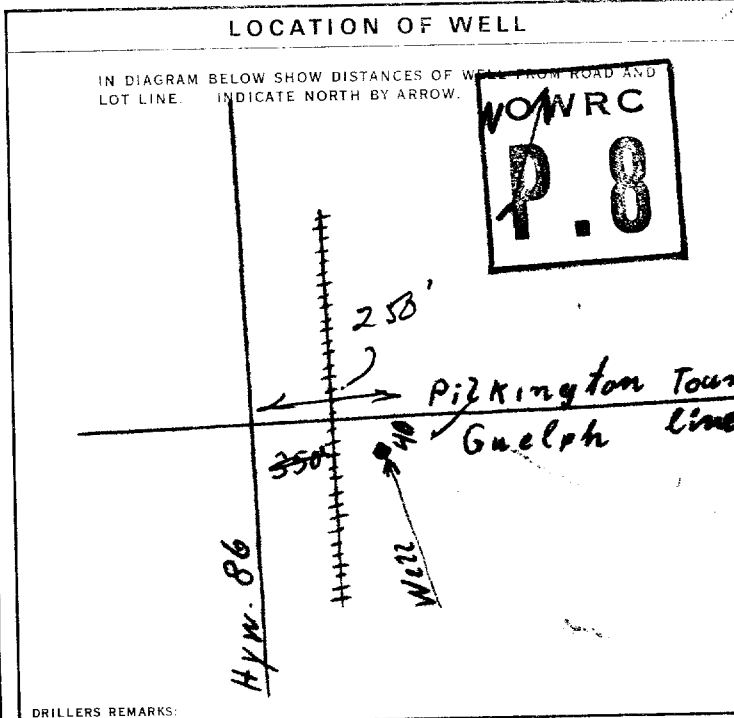 LOCATION OF WELL
IN DIAGRAM BELOW SHOW DISTANCES OF WELL FROM ROAD AND
LOT LINE. INDICATE NORTH BY ARROW.
N
OWRC
P.8
250'
Pilkington Town
Guelph line
350'
40
Well
Hyw. 86
DRILLERS REMARKS: